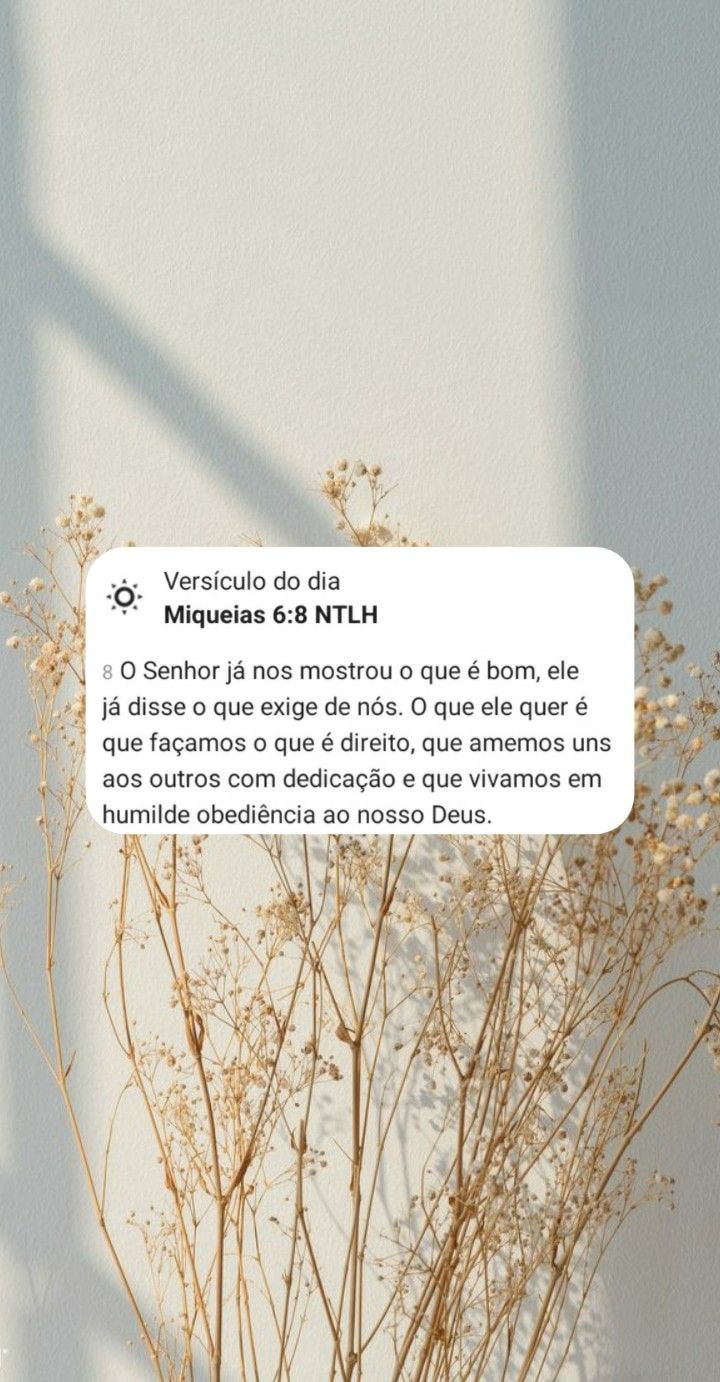 Versículo do dia
Miqueias 6:8 NTLH
8 O Senhor já nos mostrou o que é bom, ele
já disse o que exige de nós. O que ele quer é
que façamos o que é direito, que amemos uns
aos outros com dedicação e que vivamos em
humilde obediência ao nosso Deus.